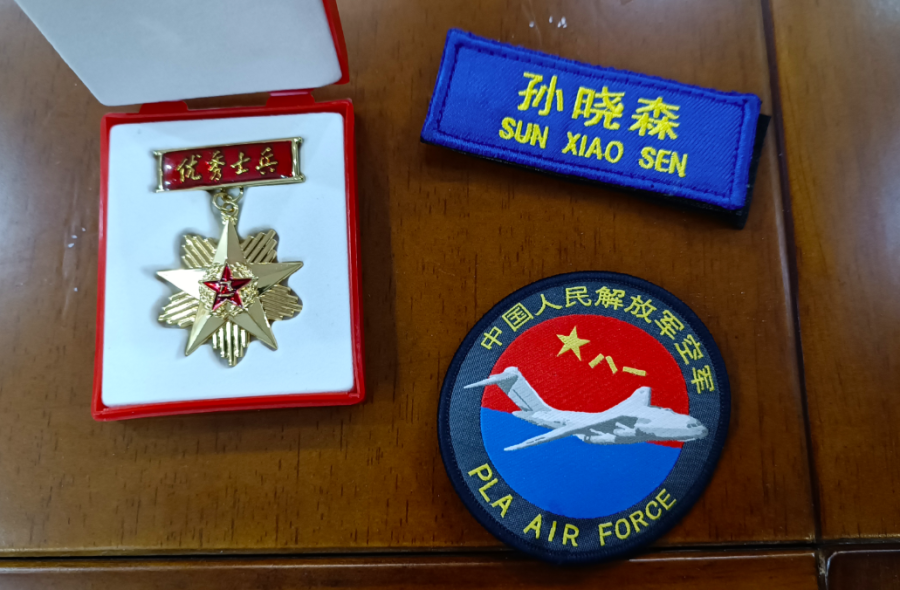 优秀士兵
孙晓森
SUN XIAO SEN
中国人民解放军空军
八一
PLA AIR FORCE